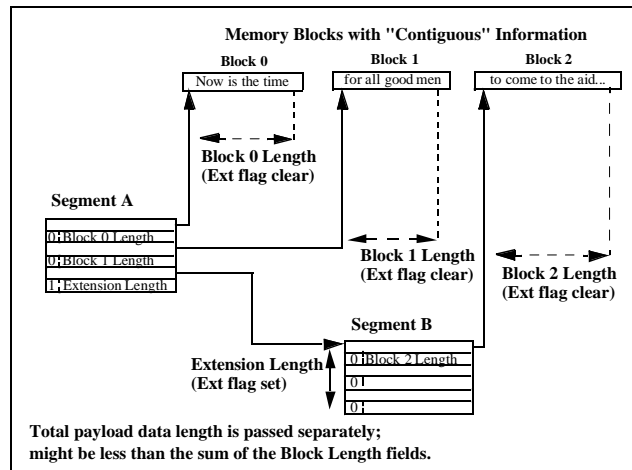 Memory Blocks with "Contiguous" Information
Block 0
Block 1
Block 2
Now is the time
for all good men
to come to the aid...
Block 0 Length
(Ext flag clear)
Segment A
0 Block 0 Length
0 Block 1 Length
1 Extension Length
Block 1 Length
(Ext flag clear)
Block 2 Length
(Ext flag clear)
Segment B
Extension Length
(Ext flag set)
0 Block 2 Length
0
0
Total payload data length is passed separately;
might be less than the sum of the Block Length fields.